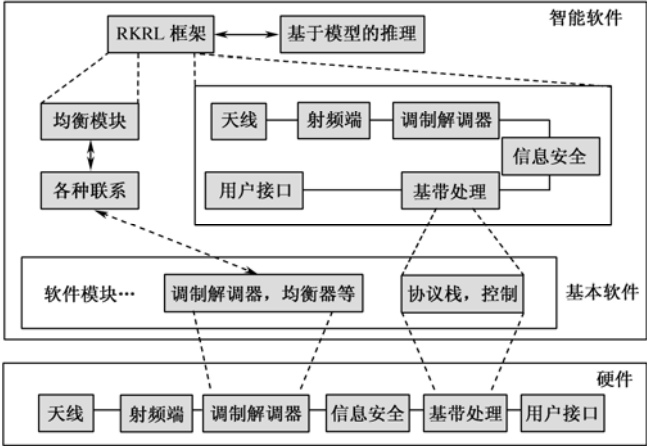 智能软件
RKRL 框架
基于模型的推理
均衡模块
天线
射频端
调制解调器
信息安全
各种联系
用户接口
基带处理
软件模块…
调制解调器，均衡器等
协议栈，控制
基本软件
硬件
天线
射频端
调制解调器
信息安全
基带处理
用户接口